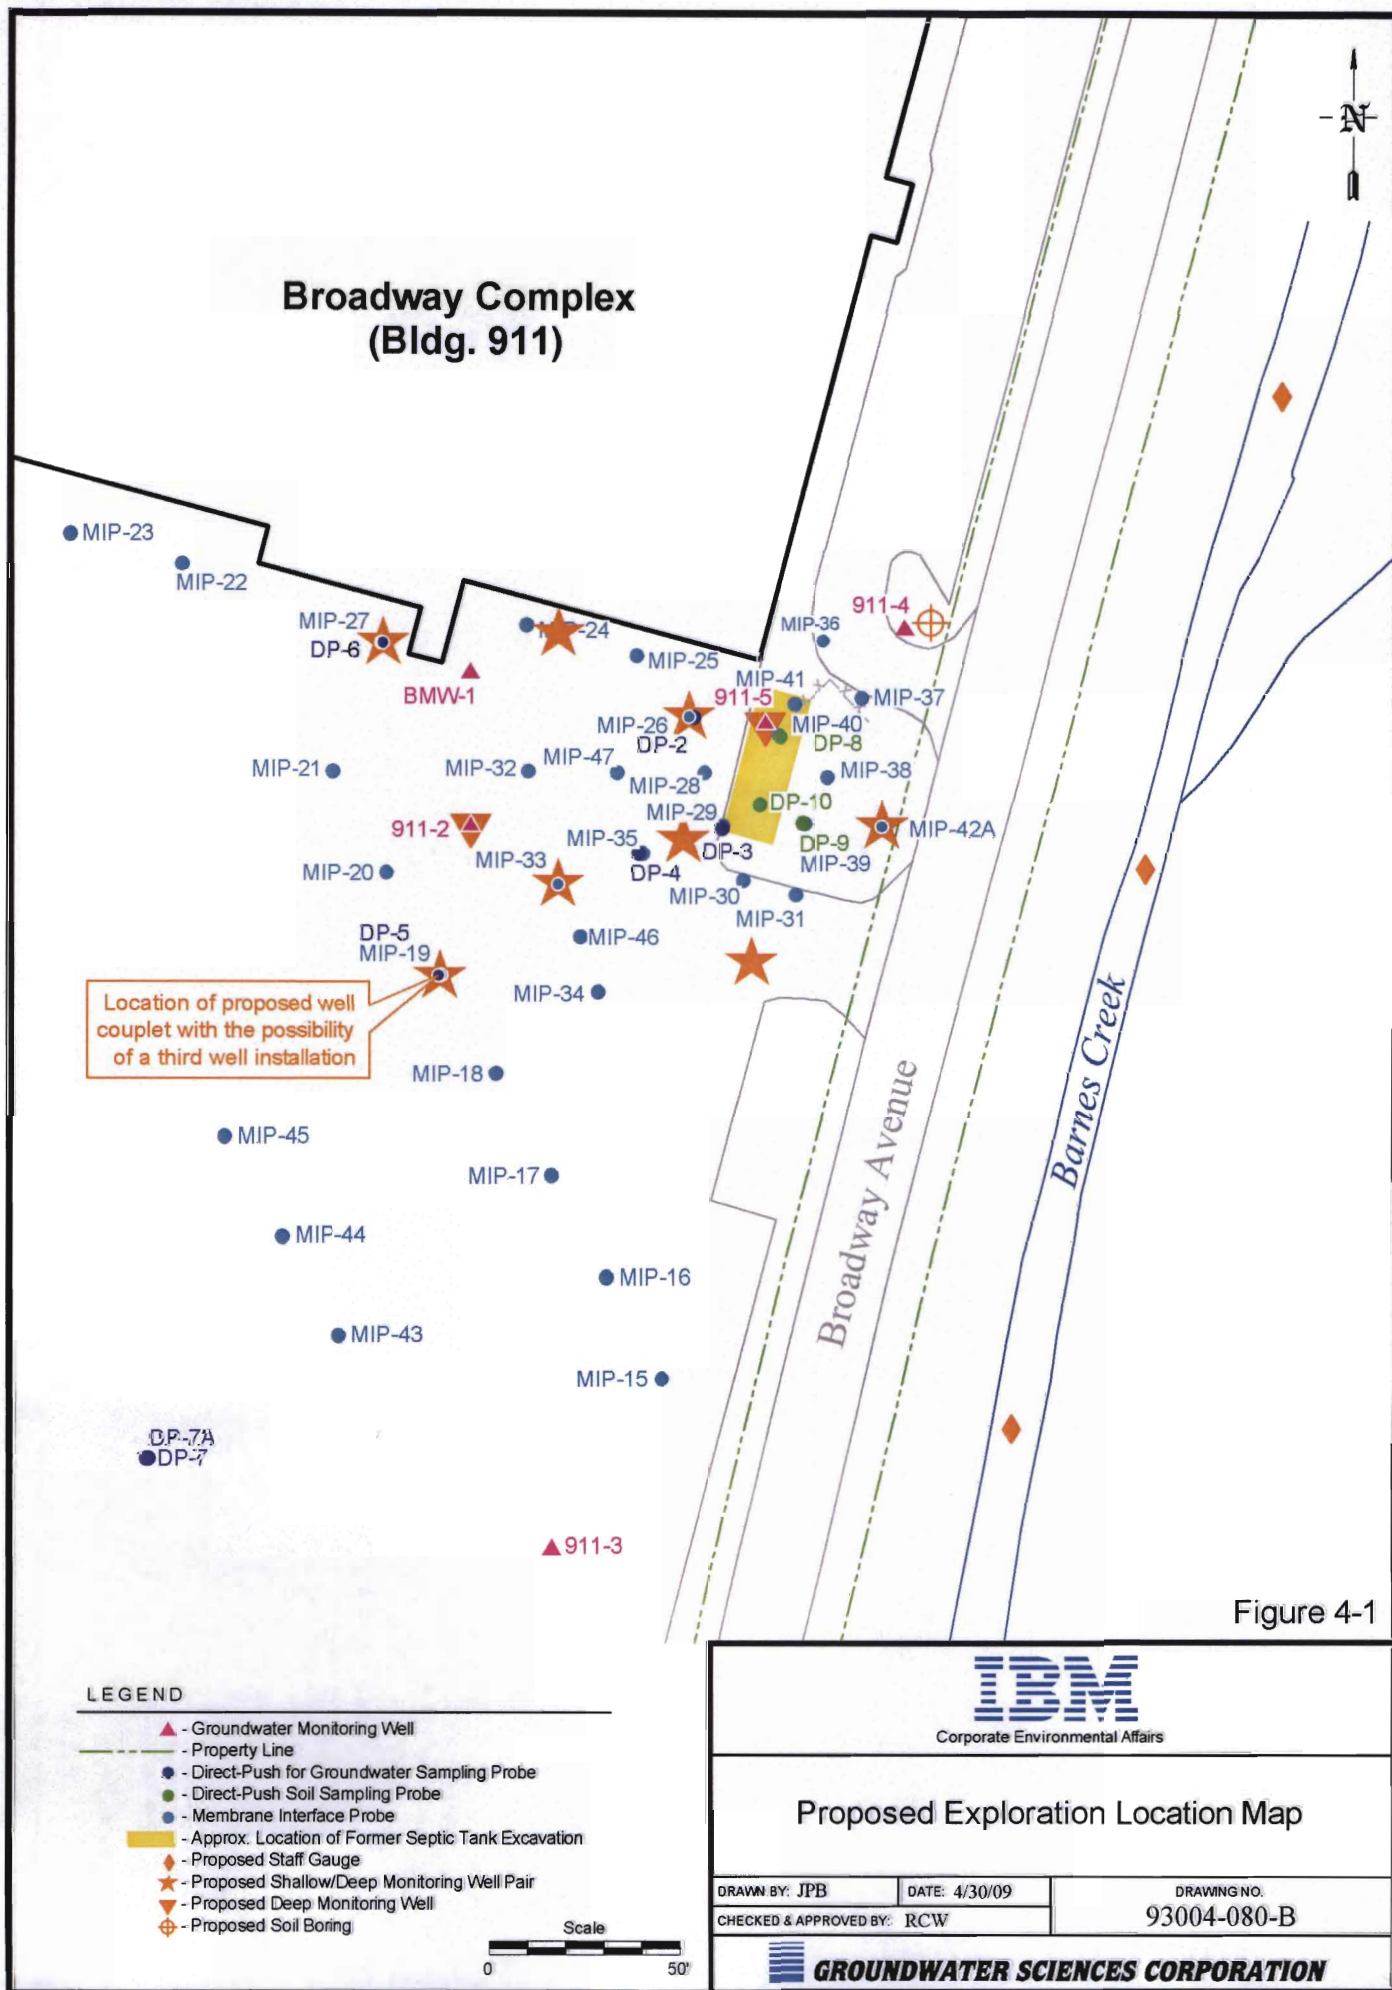 N
Broadway Complex
(Bldg. 911)
MIP-23
MIP-22
MIP-27
DP-6
BMW-1
MIP-24
MIP-25
MIP-36
911-4
MIP-41
911-5
MIP-37
MIP-26
DP-2
MIP-40
DP-8
MIP-21
MIP-32
MIP-47
MIP-28
MIP-38
MIP-29
DP-10
911-2
MIP-35
DP-3
DP-9
MIP-42A
MIP-33
DP-4
MIP-39
MIP-20
MIP-30
MIP-31
DP-5
MIP-19
MIP-46
MIP-34
Location of proposed well
couplet with the possibility
of a third well installation
MIP-18
MIP-45
MIP-17
MIP-44
MIP-16
MIP-43
MIP-15
DP-7A
DP-7
911-3
Broadway Avenue
Barnes Creek
Figure 4-1
LEGEND
- Groundwater Monitoring Well
- Property Line
- Direct-Push for Groundwater Sampling Probe
- Direct-Push Soil Sampling Probe
- Membrane Interface Probe
- Approx. Location of Former Septic Tank Excavation
- Proposed Staff Gauge
- Proposed Shallow/Deep Monitoring Well Pair
- Proposed Deep Monitoring Well
- Proposed Soil Boring
Scale
0 50'
IBM
Corporate Environmental Affairs
Proposed Exploration Location Map
DRAWN BY: JPB
DATE: 4/30/09
CHECKED & APPROVED BY: RCW
DRAWING NO.
93004-080-B
GROUNDWATER SCIENCES CORPORATION